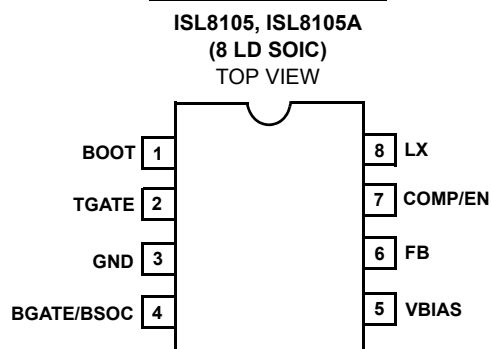 ISL8105, ISL8105A
(8 LD SOIC)
TOP VIEW
BOOT 1
8 LX
TGATE 2
7 COMP/EN
GND 3
6 FB
BGATE/BSOC 4
5 VBIAS